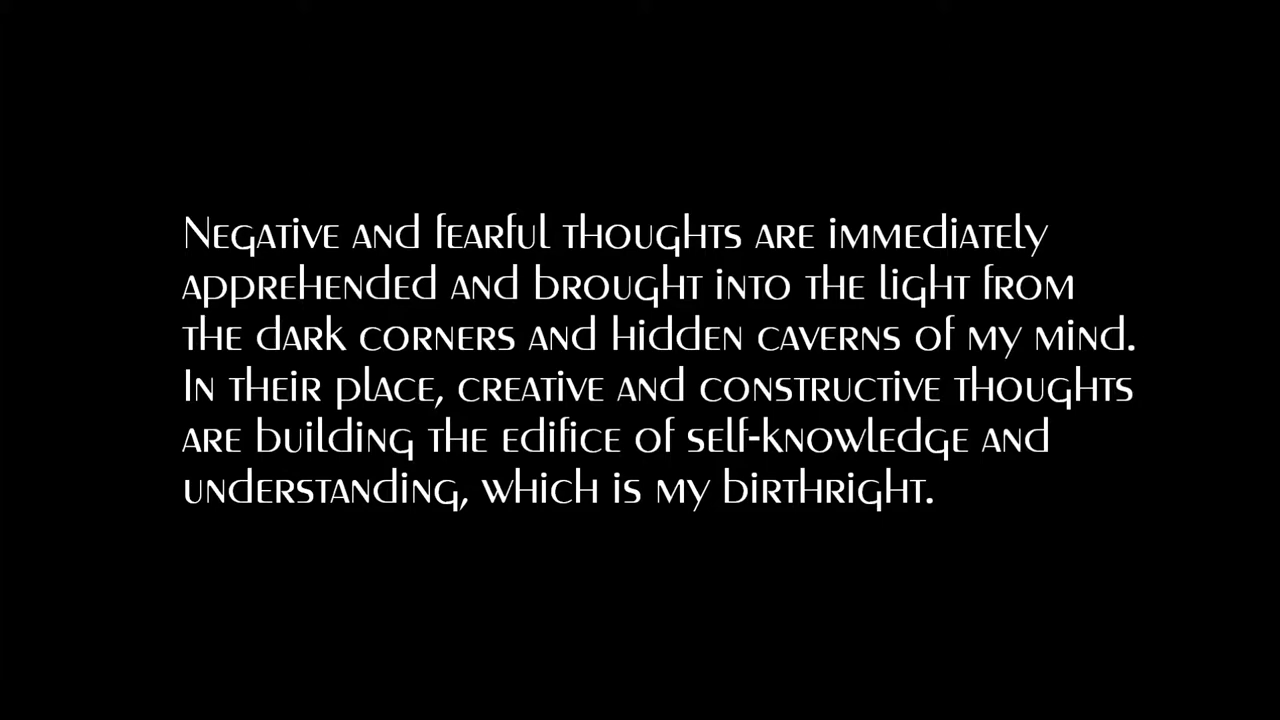 Negative and fearful thoughts are immediately
apprehended and brought into the light from
the dark corners and hidden caverns of my mind.
In their place, creative and constructive thoughts
are building the edifice of self-knowledge and
understanding, which is my birthright.